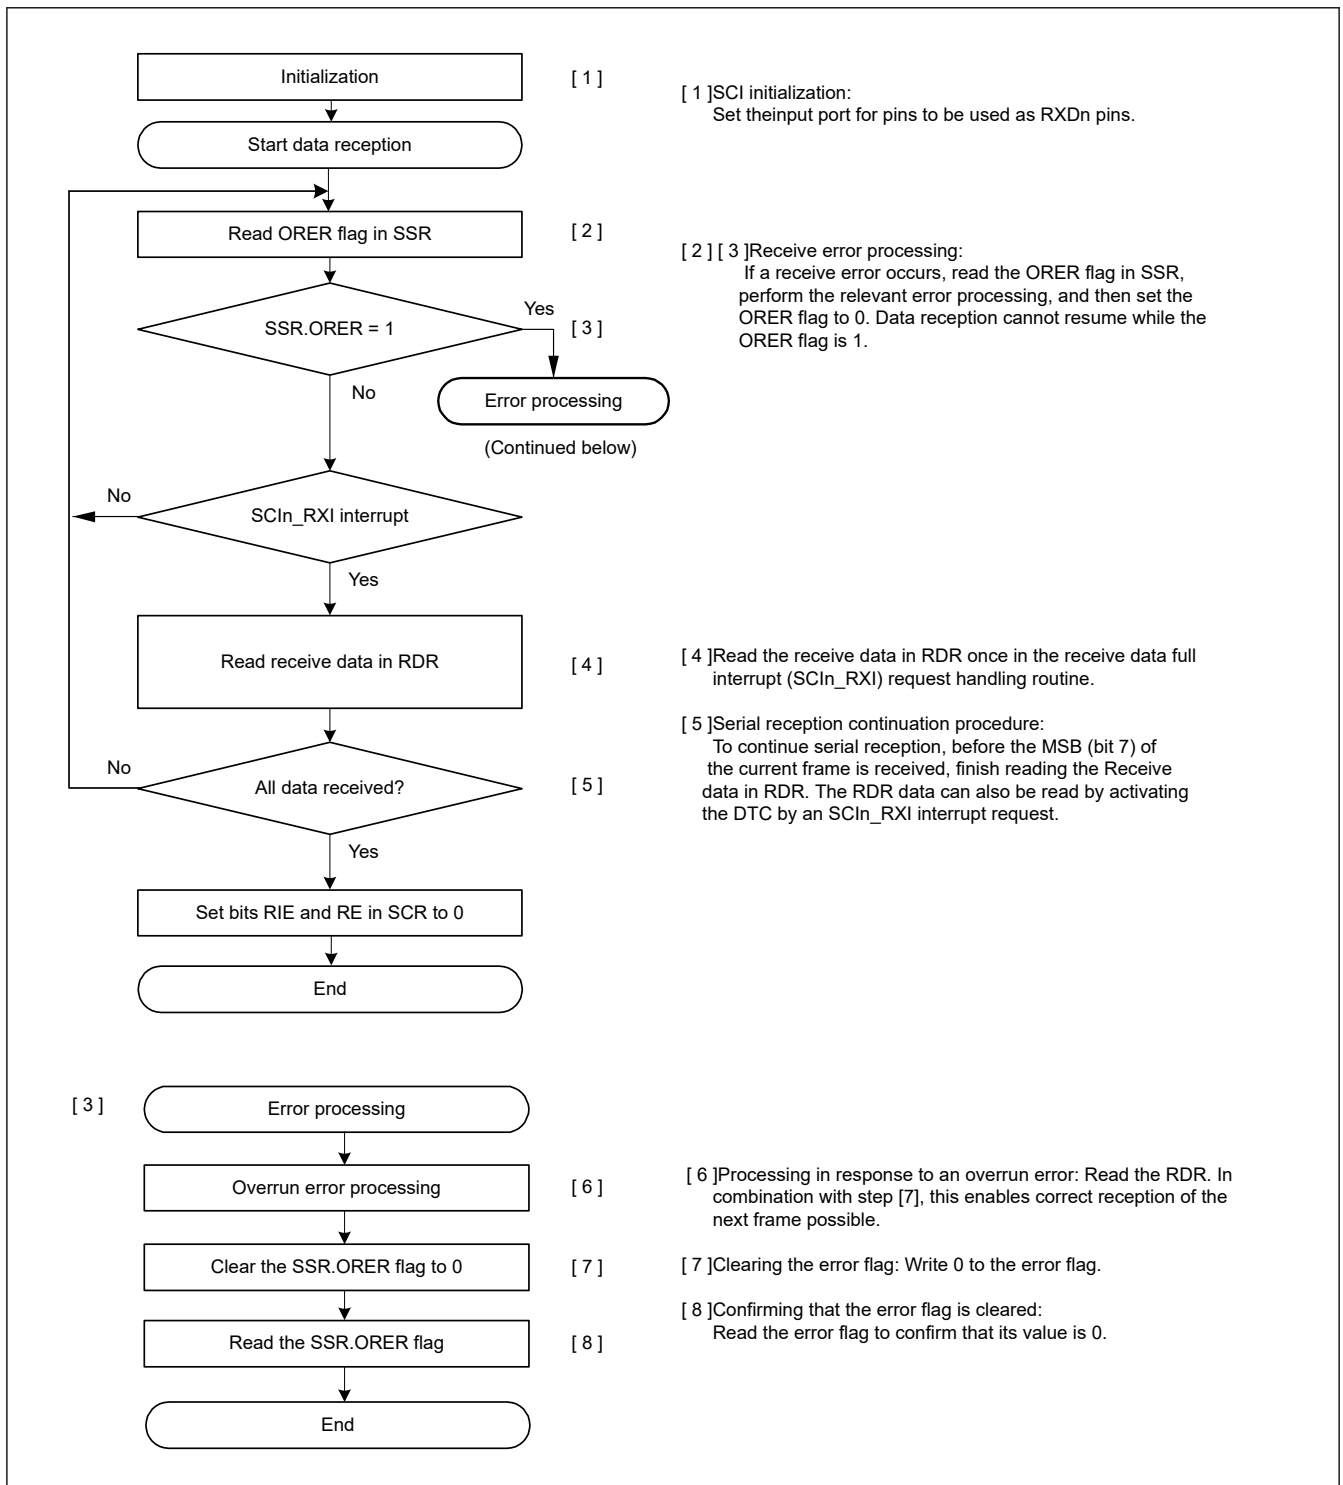 Initialization
[ 1 ]
[ 1 ]SCI initialization:
Set theinput port for pins to be used as RXDn pins.
Start data reception
Read ORER flag in SSR
[ 2 ]
[ 2 ] [ 3 ]Receive error processing:
If a receive error occurs, read the ORER flag in SSR,
perform the relevant error processing, and then set the
ORER flag to 0. Data reception cannot resume while the
ORER flag is 1.
SSR.ORER = 1
Yes
[ 3 ]
No
Error processing
(Continued below)
No
SCIn_RXI interrupt
Yes
Read receive data in RDR
[ 4 ]
[ 4 ]Read the receive data in RDR once in the receive data full
interrupt (SCIn_RXI) request handling routine.
[ 5 ]Serial reception continuation procedure:
To continue serial reception, before the MSB (bit 7) of
the current frame is received, finish reading the Receive
data in RDR. The RDR data can also be read by activating
the DTC by an SCIn_RXI interrupt request.
No
All data received?
[ 5 ]
Yes
Set bits RIE and RE in SCR to 0
End
[ 3 ]
Error processing
Overrun error processing
[ 6 ]
[ 6 ]Processing in response to an overrun error: Read the RDR. In
combination with step [7], this enables correct reception of the
next frame possible.
Clear the SSR.ORER flag to 0
[ 7 ]
[ 7 ]Clearing the error flag: Write 0 to the error flag.
Read the SSR.ORER flag
[ 8 ]
[ 8 ]Confirming that the error flag is cleared:
Read the error flag to confirm that its value is 0.
End